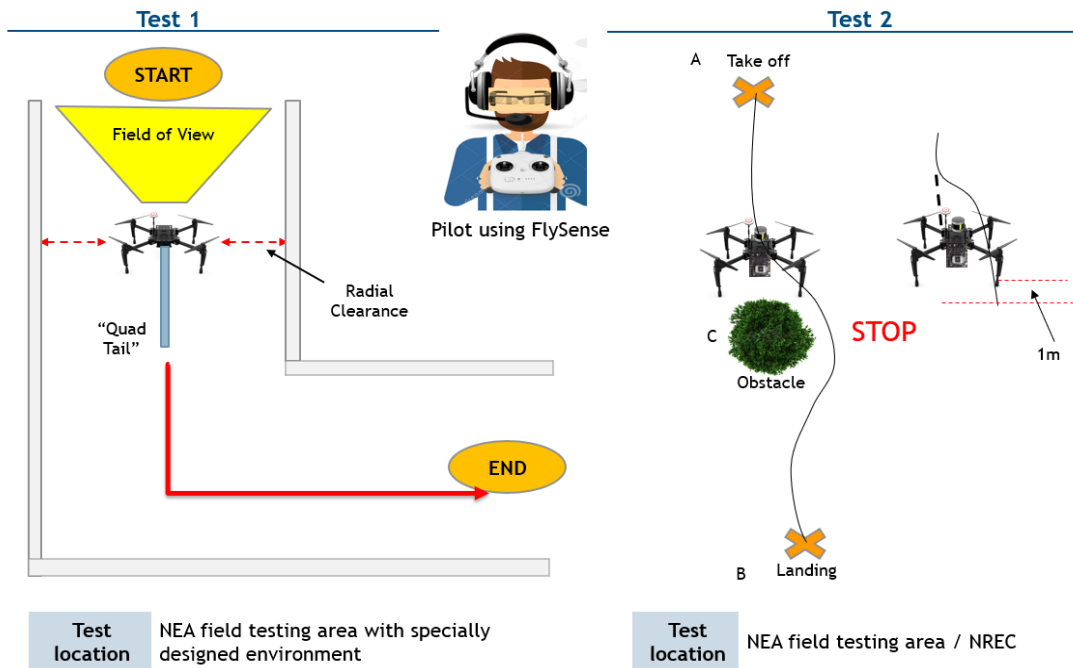 Test 1
START
Field of View
“Quad
Tail”
Radial
Clearance
END
Pilot using FlySense
Test
location
NEA field testing area with specially
designed environment
Test 2
A
Take off
C
Obstacle
STOP
1m
B
Landing
Test
location
NEA field testing area / NREC